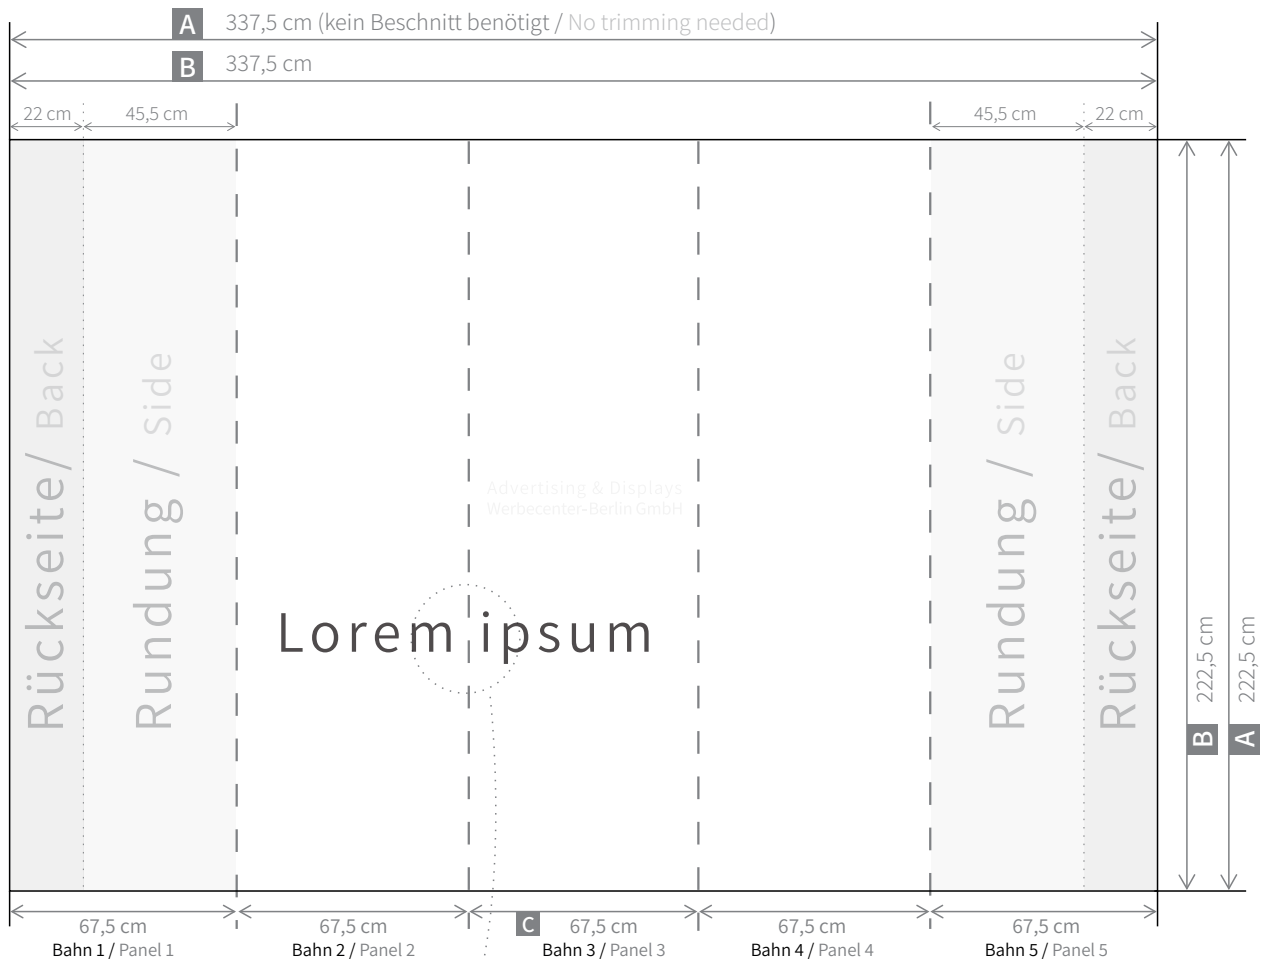 A 337,5 cm (kein Beschnitt benötigt / No trimming needed)
B 337,5 cm
22 cm 45,5 cm 45,5 cm 22 cm
Rückseite/ Back
Rundung / Side
Rundung / Side
Rückseite/ Back
Advertising & Displays
Werbecenter-Berlin GmbH
Lorem ipsum
B 222,5 cm
A 222,5 cm
67,5 cm 67,5 cm C 67,5 cm 67,5 cm 67,5 cm
Bahn 1 / Panel 1 Bahn 2 / Panel 2 Bahn 3 / Panel 3 Bahn 4 / Panel 4 Bahn 5 / Panel 5